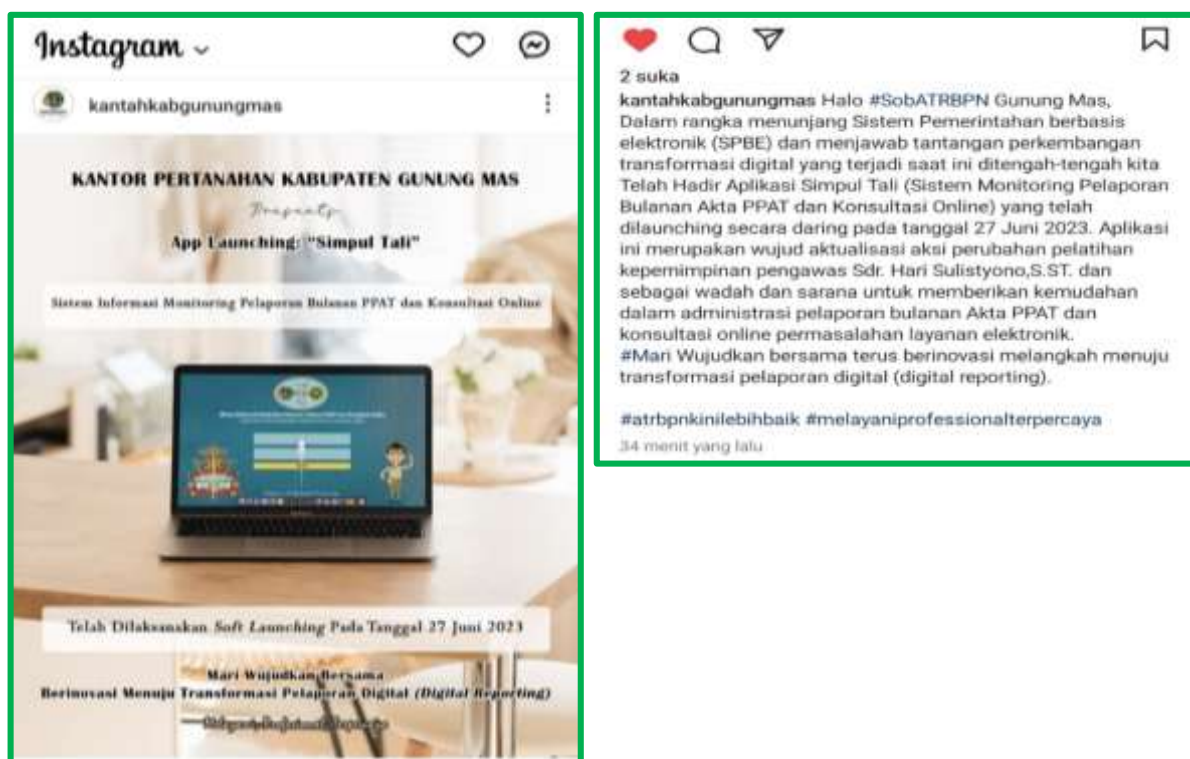 Instagram
kantahkabgunungmas
KANTOR PERTANAHAN KABUPATEN GUNUNG MAS
Presents
App Launching: "Simpul Tali"
Sistem Informasi Monitoring Pelaporan Bulanan PPAT dan Konsultasi Online
Telah Dilaksanakan Soft Launching Pada Tanggal 27 Juni 2023
Mari Wujudkan Bersama
Berinovasi Menuju Transformasi Pelaporan Digital (Digital Reporting)
2 suka
kantahkabgunungmas Halo #SobATRBPN Gunung Mas,
Dalam rangka menunjang Sistem Pemerintahan berbasis
elektronik (SPBE) dan menjawab tantangan perkembangan
transformasi digital yang terjadi saat ini ditengah-tengah kita
Telah Hadir Aplikasi Simpul Tali (Sistem Monitoring Pelaporan
Bulanan Akta PPAT dan Konsultasi Online) yang telah
dilaunching secara daring pada tanggal 27 Juni 2023. Aplikasi
ini merupakan wujud aktualisasi aksi perubahan pelatihan
kepemimpinan pengawas Sdr. Hari Sulistyono,S.ST. dan
sebagai wadah dan sarana untuk memberikan kemudahan
dalam administrasi pelaporan bulanan Akta PPAT dan
konsultasi online permasalahan layanan elektronik.
#Mari Wujudkan bersama terus berinovasi melangkah menuju
transformasi pelaporan digital (digital reporting).
#atrbpnkinilebihbaik #melayaniprofessionalterpercaya
34 menit yang lalu